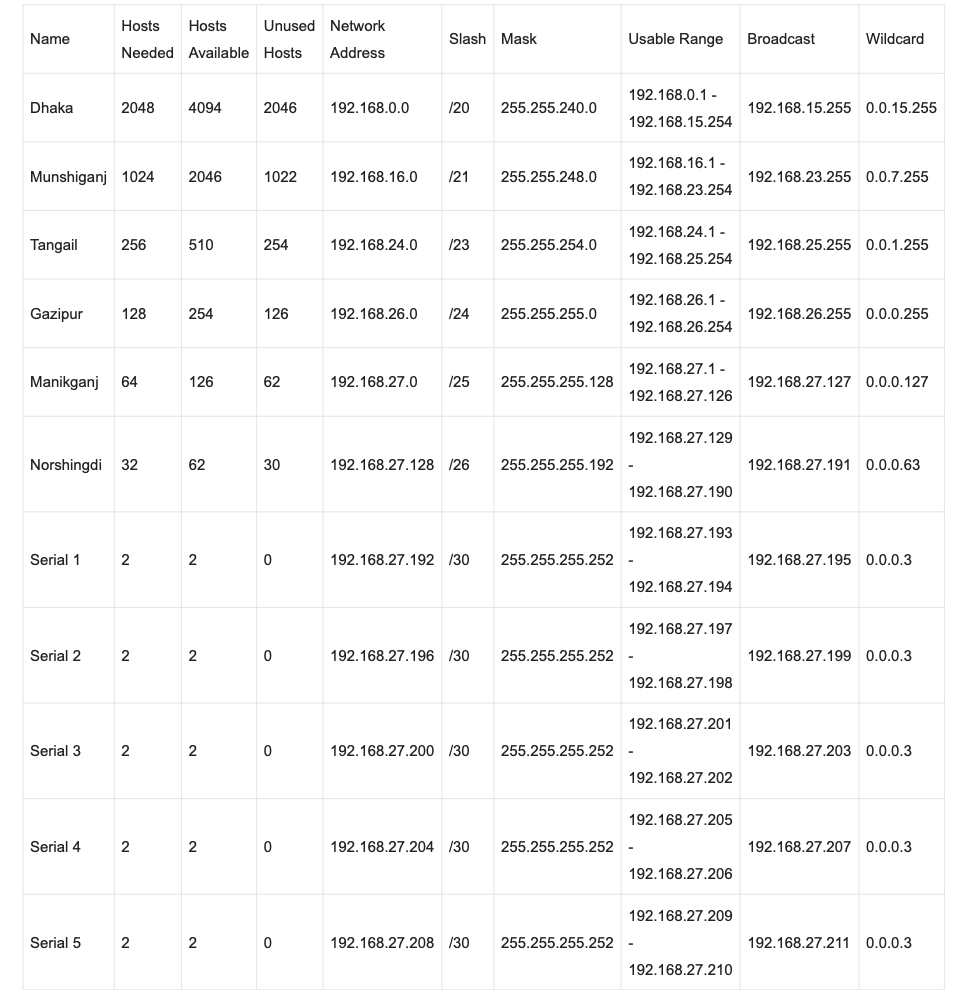 Name Hosts Needed Hosts Available Unused Hosts Network Address Slash Mask Usable Range Broadcast Wildcard
Dhaka 2048 4094 2046 192.168.0.0 /20 255.255.240.0 192.168.0.1 - 192.168.15.254 192.168.15.255 0.0.15.255
Munshiganj 1024 2046 1022 192.168.16.0 /21 255.255.248.0 192.168.16.1 - 192.168.23.254 192.168.23.255 0.0.7.255
Tangail 256 510 254 192.168.24.0 /23 255.255.254.0 192.168.24.1 - 192.168.25.254 192.168.25.255 0.0.1.255
Gazipur 128 254 126 192.168.26.0 /24 255.255.255.0 192.168.26.1 - 192.168.26.254 192.168.26.255 0.0.0.255
Manikganj 64 126 62 192.168.27.0 /25 255.255.255.128 192.168.27.1 - 192.168.27.126 192.168.27.127 0.0.0.127
Norshingdi 32 62 30 192.168.27.128 /26 255.255.255.192 192.168.27.129 - 192.168.27.190 192.168.27.191 0.0.0.63
Serial 1 2 2 0 192.168.27.192 /30 255.255.255.252 192.168.27.193 - 192.168.27.194 192.168.27.195 0.0.0.3
Serial 2 2 2 0 192.168.27.196 /30 255.255.255.252 192.168.27.197 - 192.168.27.198 192.168.27.199 0.0.0.3
Serial 3 2 2 0 192.168.27.200 /30 255.255.255.252 192.168.27.201 - 192.168.27.202 192.168.27.203 0.0.0.3
Serial 4 2 2 0 192.168.27.204 /30 255.255.255.252 192.168.27.205 - 192.168.27.206 192.168.27.207 0.0.0.3
Serial 5 2 2 0 192.168.27.208 /30 255.255.255.252 192.168.27.209 - 192.168.27.210 192.168.27.211 0.0.0.3